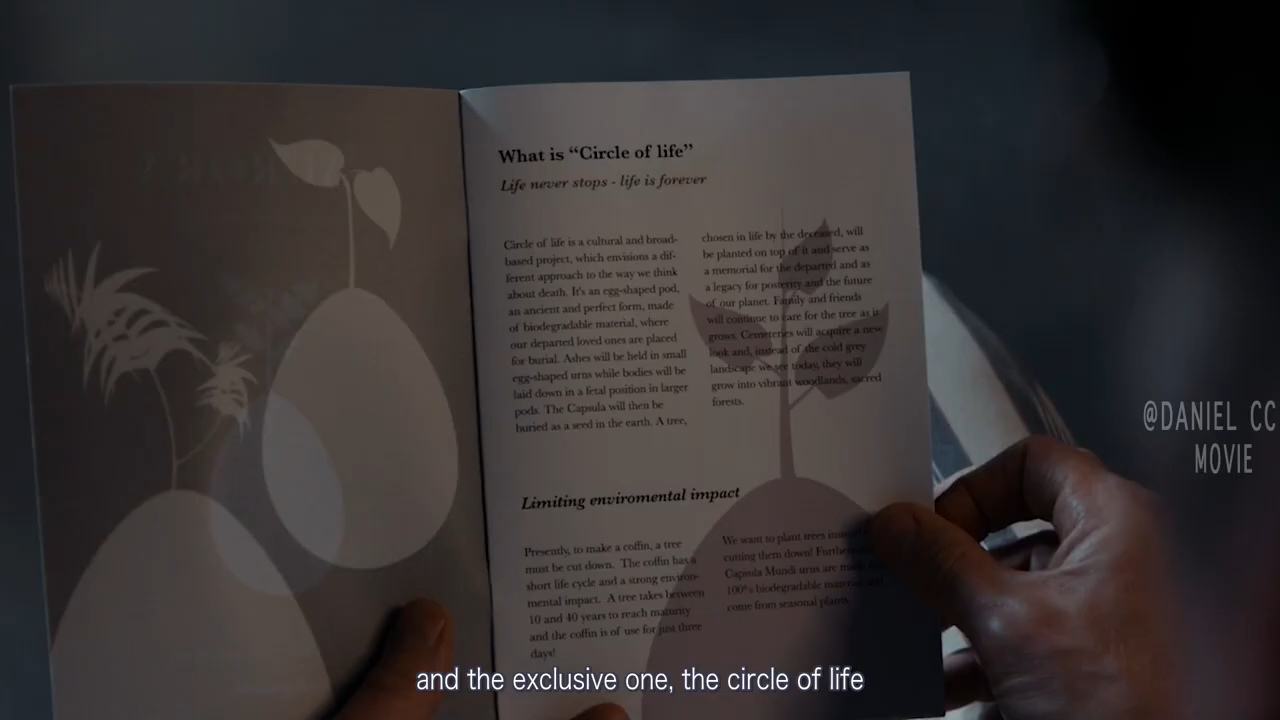 What is “Circle of life”
Life never stops - life is forever
Circle of life is a cultural and broad-
based project, which envisions a dif-
ferent approach to the way we think
about death. It's an egg-shaped pod,
an ancient and perfect form, made
of biodegradable material, where
our departed loved ones are placed
for burial. Ashes will be held in small
egg-shaped urns while bodies will be
laid down in a fetal position in larger
pods. The Capsula will then be
buried as a seed in the earth. A tree,
chosen in life by the deceased, will
be planted on top of it and serve as
a memorial for the departed and as
a legacy for posterity and the future
of our planet. Family and friends
will continue to care for the tree as it
grows. Cemeteries will acquire a new
look and, instead of the cold grey
landscape we see today, they will
grow into vibrant woodlands, sacred
forests.
Limiting enviromental impact
Presently, to make a coffin, a tree
must be cut down. The coffin has a
short life cycle and a strong environ-
mental impact. A tree takes between
10 and 40 years to reach maturity
and the coffin is of use for just three
days!
We want to plant trees
cutting them down!
Capsula Mundi urns are
100% biodegradable
come from seasonal plants.
@DANIEL CC
MOVIE
and the exclusive one, the circle of life